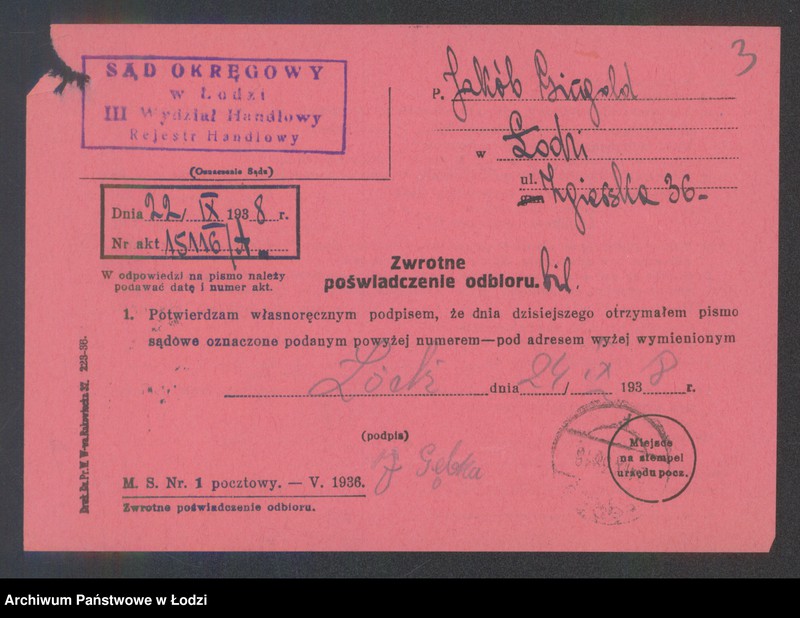 3
SĄD OKRĘGOWY
w Łodzi
III Wydział Handlowy
Rejestr Handlowy
(Oznaczenie Sądu)
P. Jakób
w Łodzi
ul.
Zgierska 36-
Dnia 22/IX 1938 r.
Nr akt 15116/A.
W odpowiedzi na pismo należy
podawać datę i numer akt.
Zwrotne
poświadczenie odbioru. bil.
1. Potwierdzam własnoręcznym podpisem, że dnia dzisiejszego otrzymałem pismo
sądowe oznaczone podanym powyżej numerem—pod adresem wyżej wymienionym
Łódź dnia 24/IX 1938 r.
(podpis)
Gębka
Miejsce
na stempel
urzędu pocz.
M. S. Nr. 1 pocztowy. — V. 1936.
Zwrotne poświadczenie odbioru.
Archiwum Państwowe w Łodzi